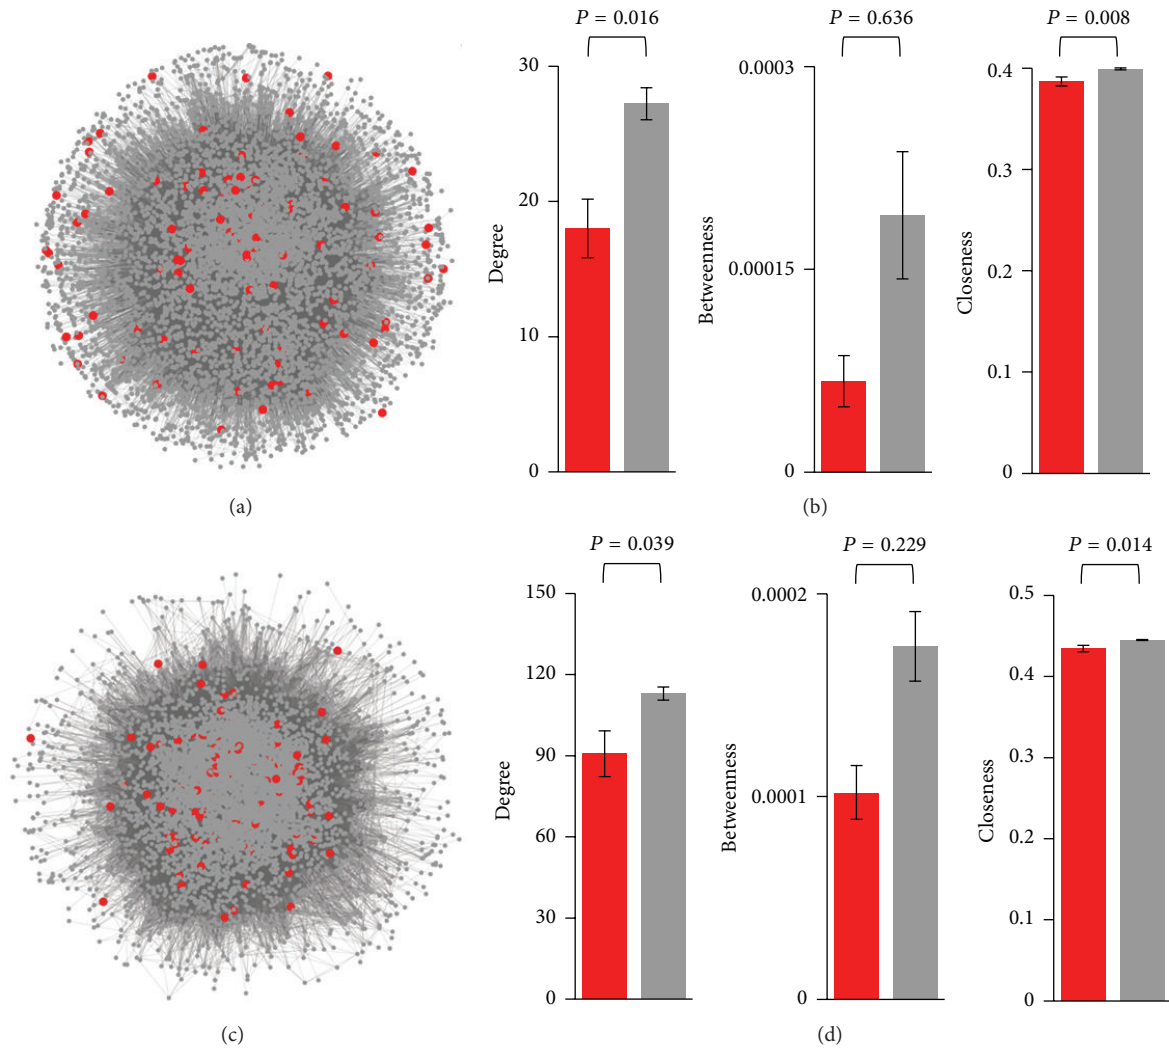 P = 0.016
P = 0.636
P = 0.008
30
20
10
0
Degree
0.0003
0.00015
0
Betweenness
0.4
0.3
0.2
0.1
0
Closeness
(a)
(b)
P = 0.039
P = 0.229
P = 0.014
150
120
90
60
30
0
Degree
0.0002
0.0001
0
Betweenness
0.5
0.4
0.3
0.2
0.1
0
Closeness
(c)
(d)